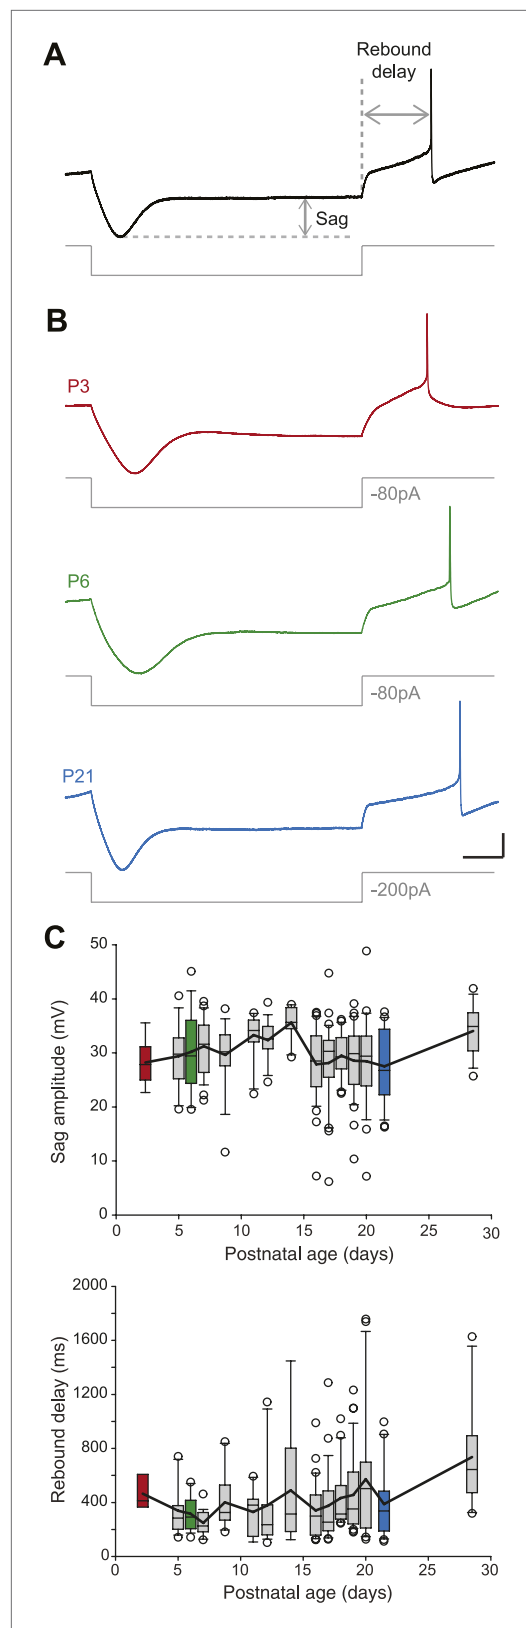 A
Rebound
delay
Sag
B
P3
-80pA
P6
-80pA
P21
-200pA
C
Sag amplitude (mV)
50
40
30
20
10
0
0 5 10 15 20 25 30
Postnatal age (days)
Rebound delay (ms)
2000
1600
1200
800
400
0
0 5 10 15 20 25 30
Postnatal age (days)